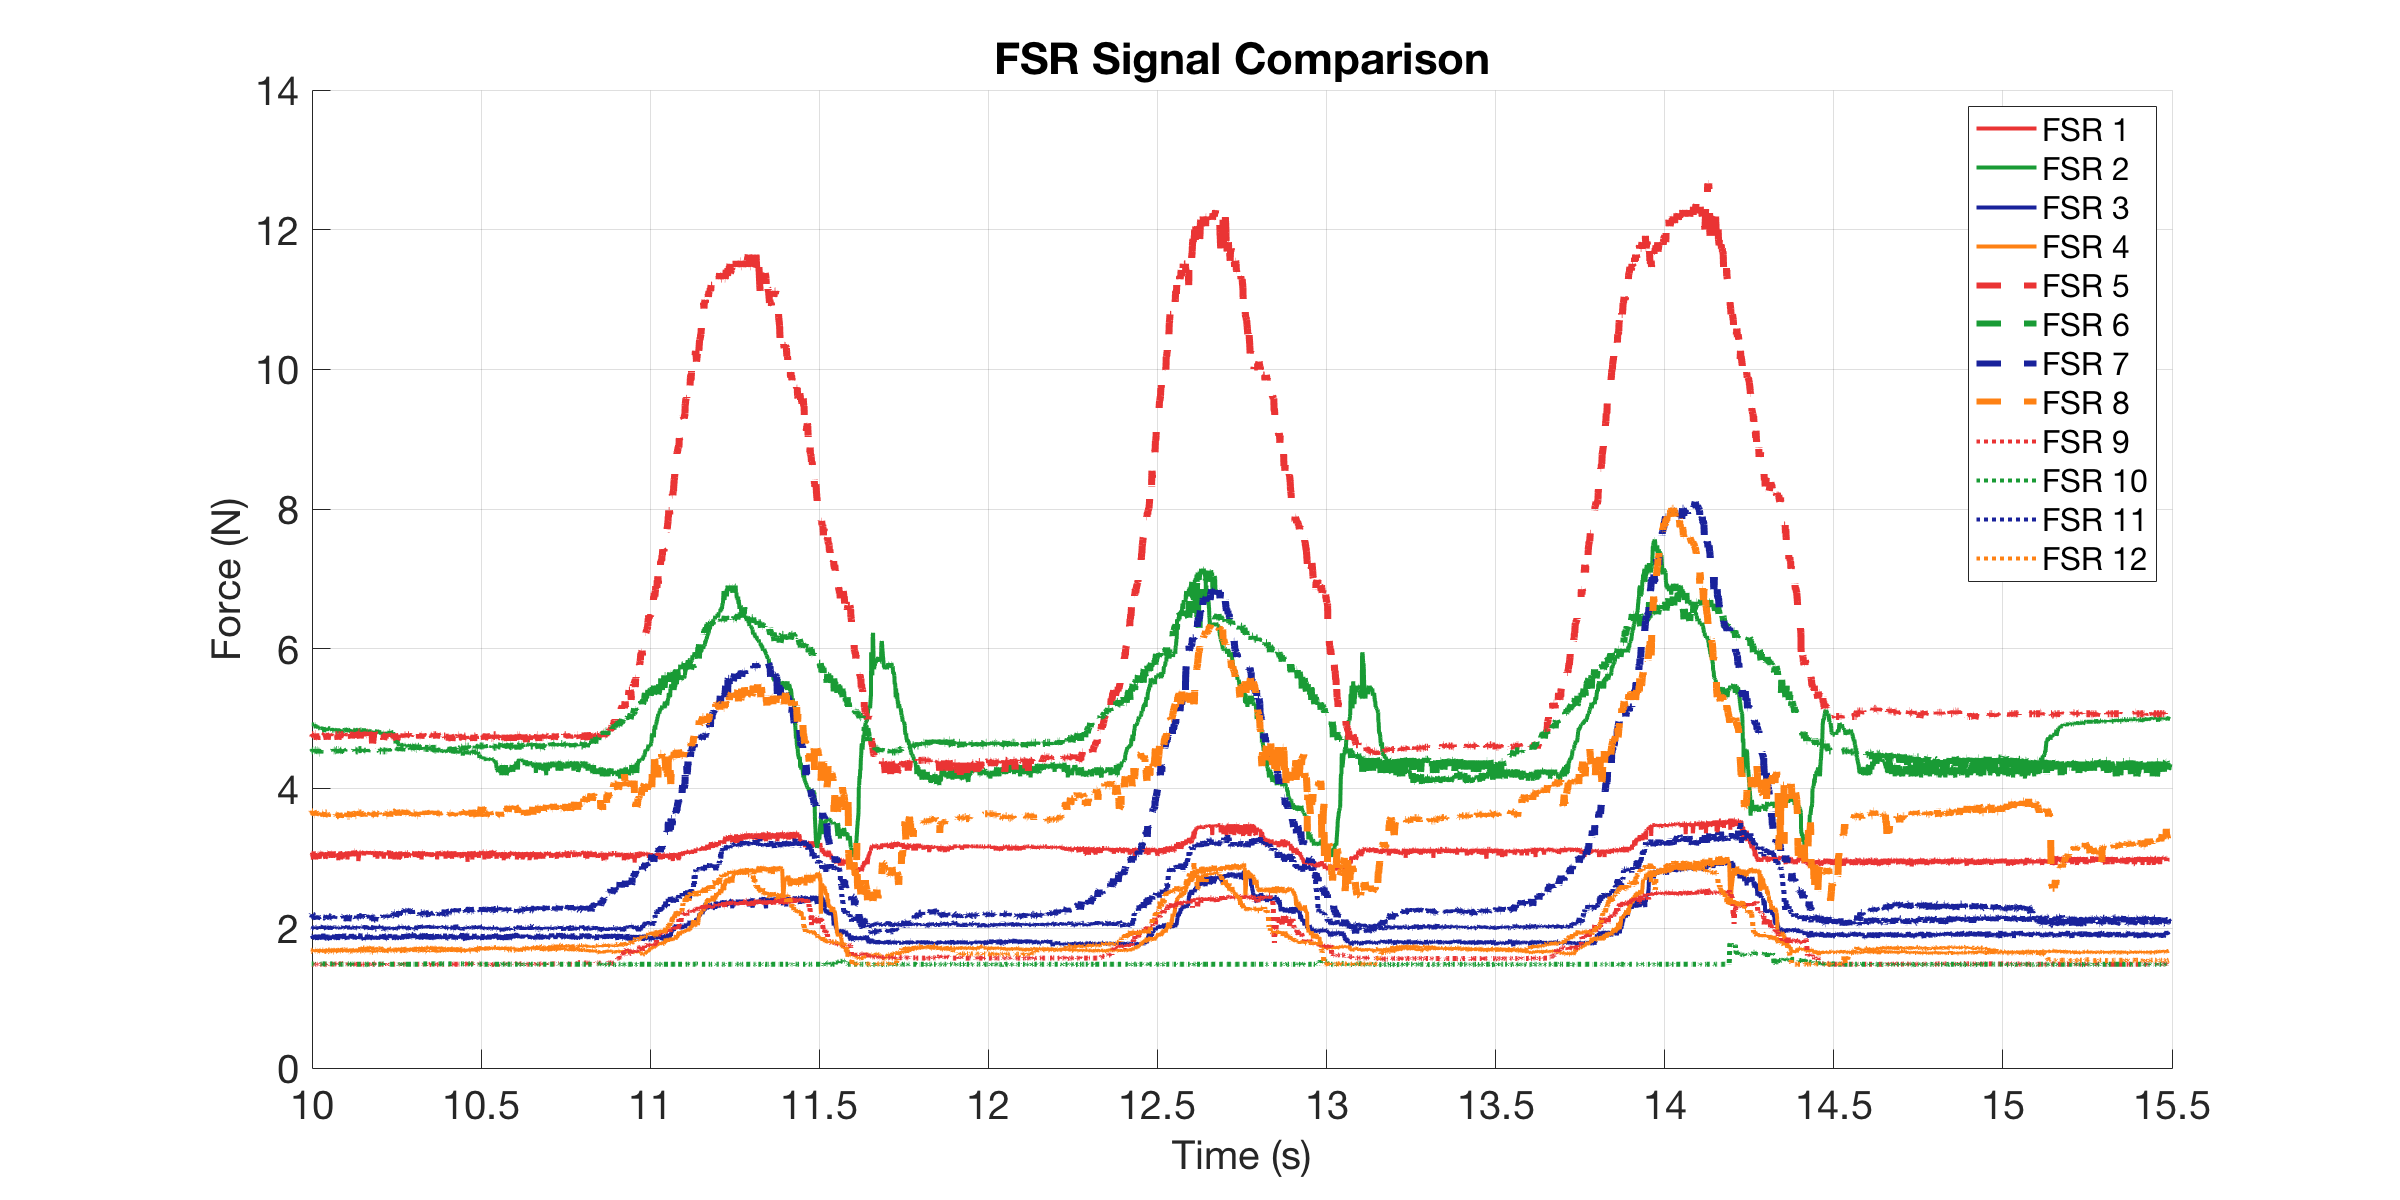 FSR Signal Comparison
14
12
10
8
6
4
2
0
Force (N)
FSR 1
FSR 2
FSR 3
FSR 4
FSR 5
FSR 6
FSR 7
FSR 8
FSR 9
FSR 10
FSR 11
FSR 12
10 10.5 11 11.5 12 12.5 13 13.5 14 14.5 15 15.5
Time (s)